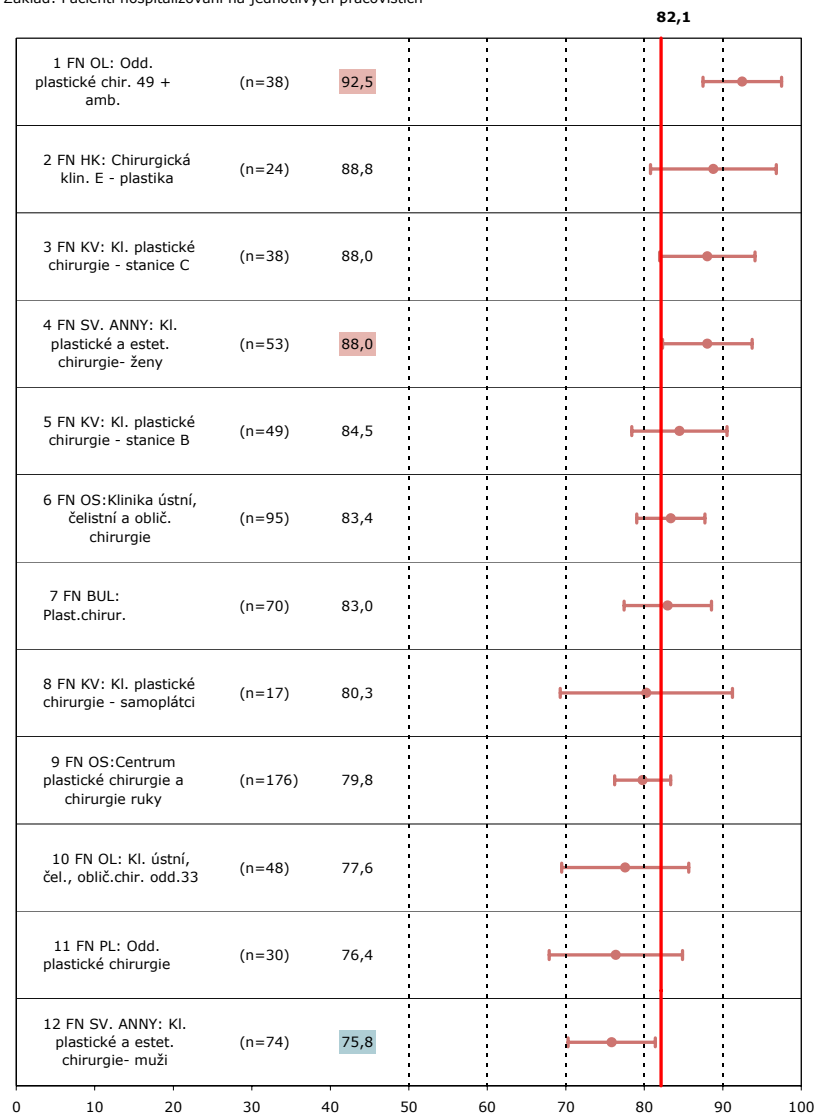 Základ: Pacienti hospitalizovaní na jednotlivých pracovištích
82,1
1 FN OL: Odd.
plastické chir. 49 +
amb.
(n=38)
92,5
2 FN HK: Chirurgická
klin. E - plastika
(n=24)
88,8
3 FN KV: Kl. plastické
chirurgie - stanice C
(n=38)
88,0
4 FN SV. ANNY: Kl.
plastické a estet.
chirurgie- ženy
(n=53)
88,0
5 FN KV: Kl. plastické
chirurgie - stanice B
(n=49)
84,5
6 FN OS:Klinika ústní,
čelistní a oblič.
chirurgie
(n=95)
83,4
7 FN BUL:
Plast.chirur.
(n=70)
83,0
8 FN KV: Kl. plastické
chirurgie - samoplátci
(n=17)
80,3
9 FN OS:Centrum
plastické chirurgie a
chirurgie ruky
(n=176)
79,8
10 FN OL: Kl. ústní,
čel., oblič.chir. odd.33
(n=48)
77,6
11 FN PL: Odd.
plastické chirurgie
(n=30)
76,4
12 FN SV. ANNY: Kl.
plastické a estet.
chirurgie- muži
(n=74)
75,8
0 10 20 30 40 50 60 70 80 90 100